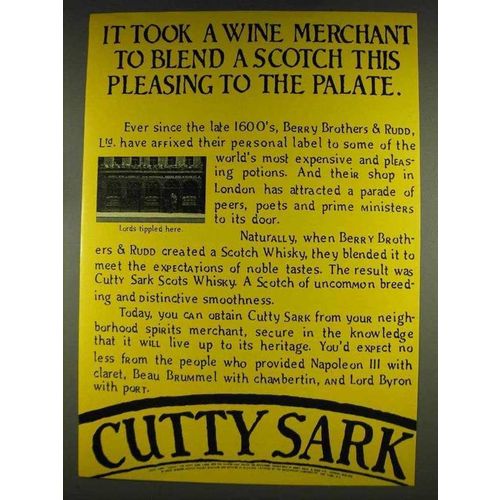 IT TOOK A WINE MERCHANT
TO BLEND A SCOTCH THIS
PLEASING TO THE PALATE.
Ever since the late 1600's, Berry Brothers & Rudd,
Ltd. have affixed their personal label to some of the
world's most expensive and pleas-
ing potions. And their shop in
London has attracted a parade of
peers, poets and prime ministers
to its door.
Lords tippled here.
Naturally, when Berry Broth-
ers & Rudd created a Scotch Whisky, they blended it to
meet the expectations of noble tastes. The result was
Cutty Sark Scots Whisky. A Scotch of uncommon breed-
ing and distinctive smoothness.
Today, you can obtain Cutty Sark from your neigh-
borhood spirits merchant, secure in the knowledge
that it will live up to its heritage. You'd expect no
less from the people who provided Napoleon III with
claret, Beau Brummel with chambertin, and Lord Byron
with port.
CUTTY SARK